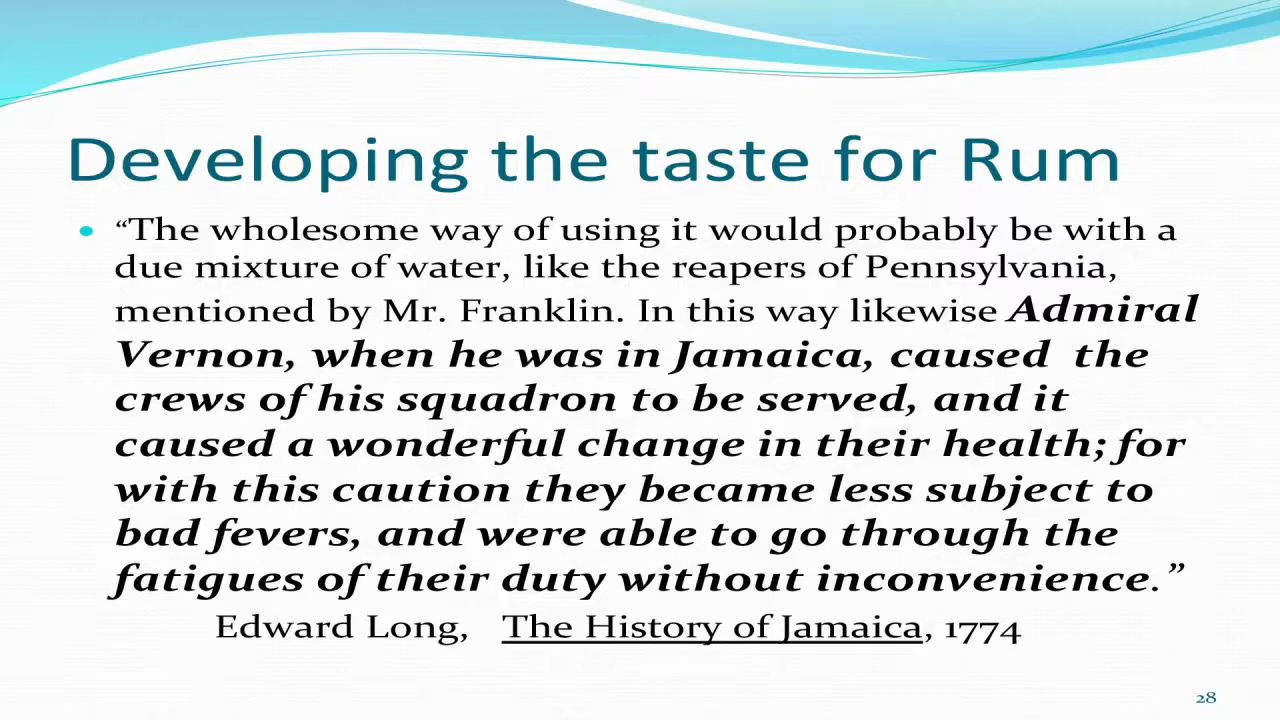 Developing the taste for Rum
• “The wholesome way of using it would probably be with a
due mixture of water, like the reapers of Pennsylvania,
mentioned by Mr. Franklin. In this way likewise Admiral
Vernon, when he was in Jamaica, caused the
crews of his squadron to be served, and it
caused a wonderful change in their health; for
with this caution they became less subject to
bad fevers, and were able to go through the
fatigues of their duty without inconvenience.”
Edward Long, The History of Jamaica, 1774
28